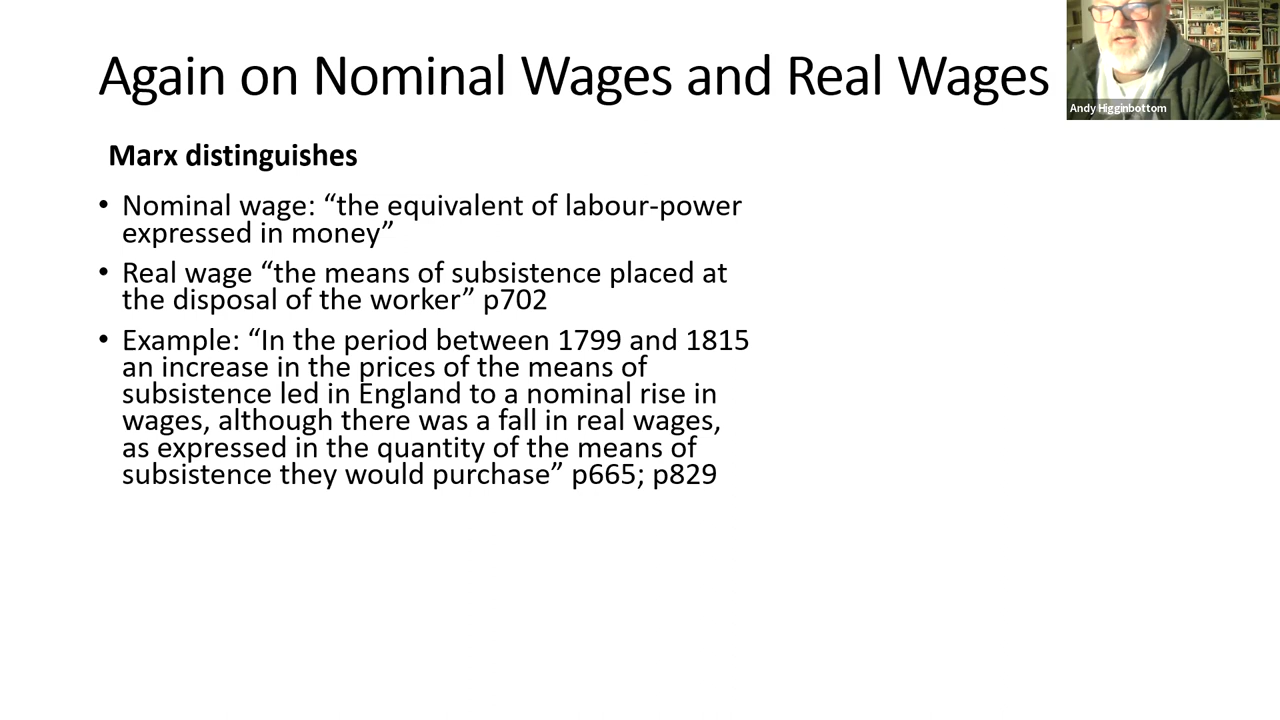 Again on Nominal Wages and Real Wages
Andy Higginbottom
Marx distinguishes
• Nominal wage: “the equivalent of labour-power
expressed in money”
• Real wage “the means of subsistence placed at
the disposal of the worker” p702
• Example: “In the period between 1799 and 1815
an increase in the prices of the means of
subsistence led in England to a nominal rise in
wages, although there was a fall in real wages,
as expressed in the quantity of the means of
subsistence they would purchase” p665; p829